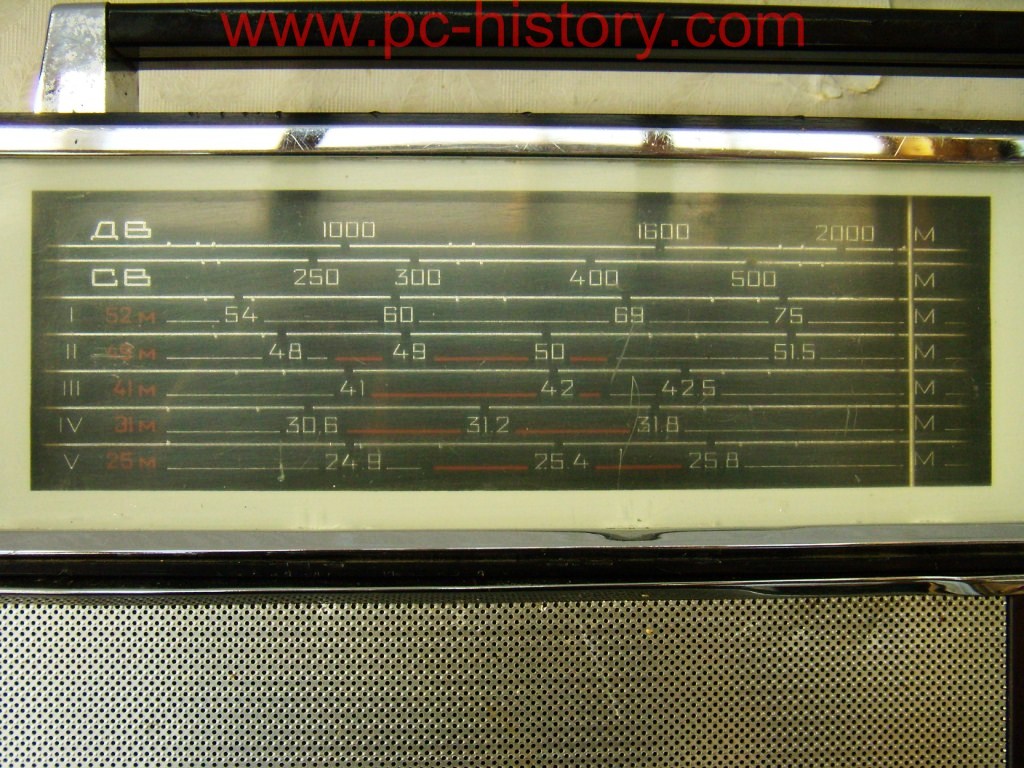 www.pc-history.com
ДВ 1000 1600 2000 М
СВ 250 300 400 500 М
I 52 м 54 60 69 75 М
II 49 м 48 49 50 51.5 М
III 41 м 41 42 42.5 М
IV 31 м 30.6 31.2 31.8 М
V 25 м 24.9 25.4 25.8 М